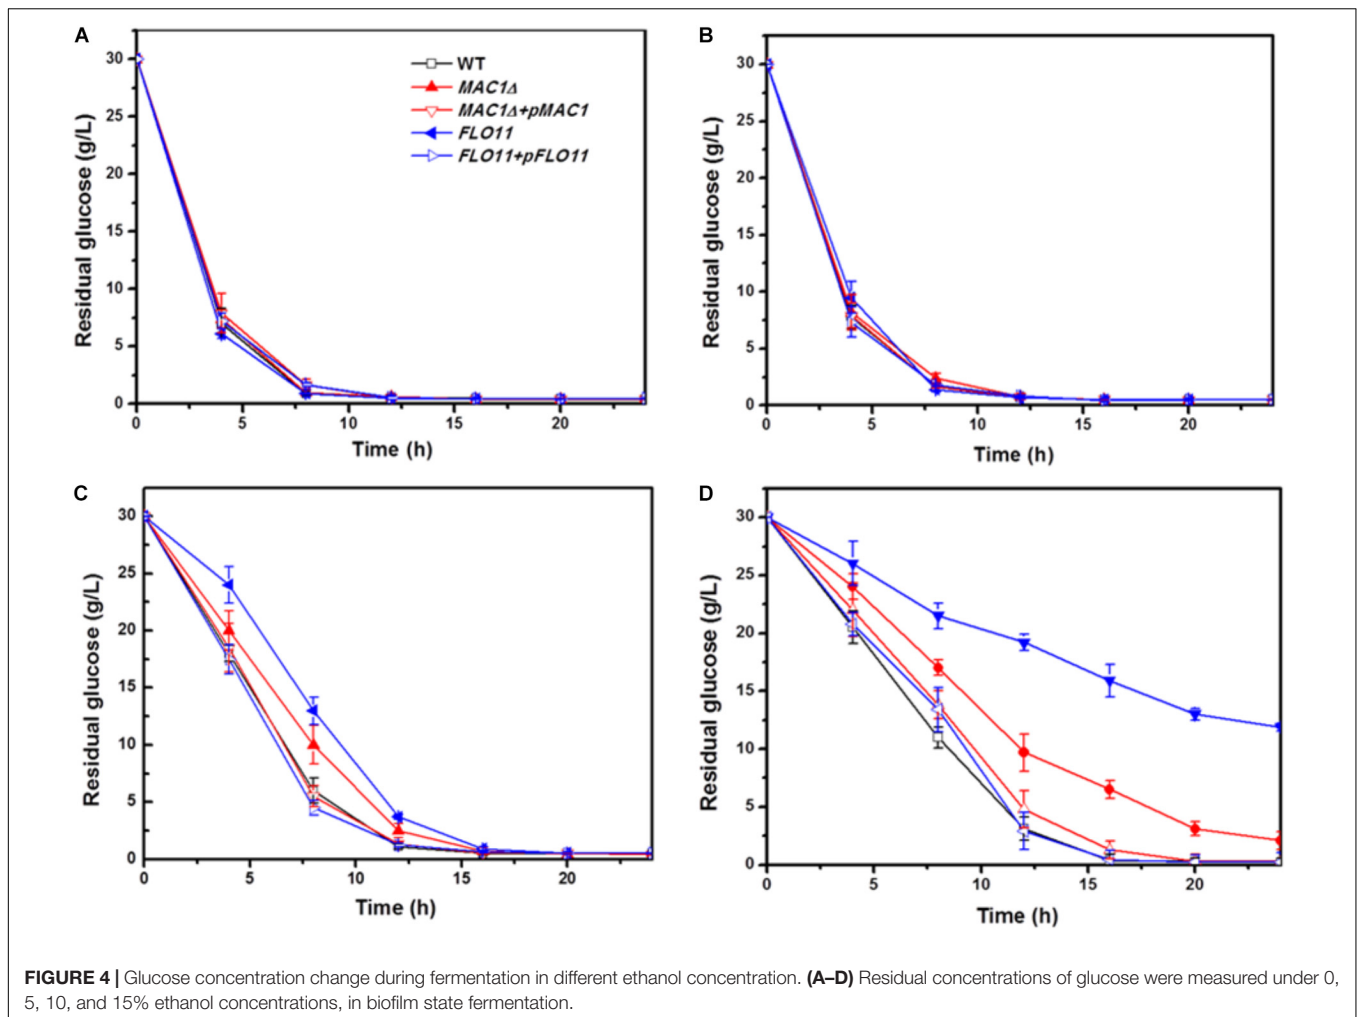 A
Residual glucose (g/L)
30
25
20
15
10
5
0
0 5 10 15 20
Time (h)
WT
MAC1Δ
MAC1Δ+pMAC1
FLO11
FLO11+pFLO11
B
Residual glucose (g/L)
30
25
20
15
10
5
0
0 5 10 15 20
Time (h)
C
Residual glucose (g/L)
30
25
20
15
10
5
0
0 5 10 15 20
Time (h)
D
Residual glucose (g/L)
30
25
20
15
10
5
0
0 5 10 15 20
Time (h)
FIGURE 4 | Glucose concentration change during fermentation in different ethanol concentration. (A–D) Residual concentrations of glucose were measured under 0,
5, 10, and 15% ethanol concentrations, in biofilm state fermentation.